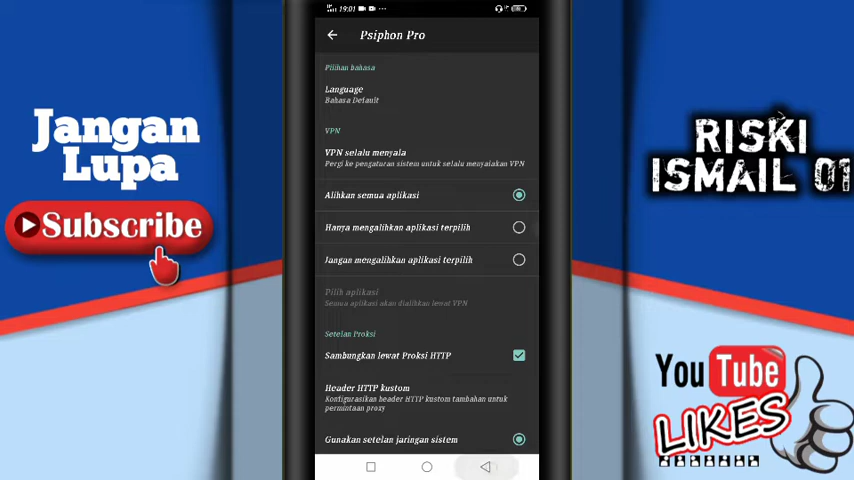 19:01
Psiphon Pro
Pilihan bahasa
Language
Bahasa Default
VPN
VPN selalu menyala
Pergi ke pengaturan sistem untuk selalu menyalakan VPN
Alihkan semua aplikasi
Hanya mengalihkan aplikasi terpilih
Jangan mengalihkan aplikasi terpilih
Pilih aplikasi
Semua aplikasi akan dialihkan lewat VPN
Setelan Proksi
Sambungkan lewat Proksi HTTP
Header HTTP kustom
Konfigurasikan header HTTP kustom tambahan untuk
permintaan proxy
Gunakan setelan jaringan sistem
Jangan
Lupa
Subscribe
RISKI
ISMAIL 01
YouTube
LIKES